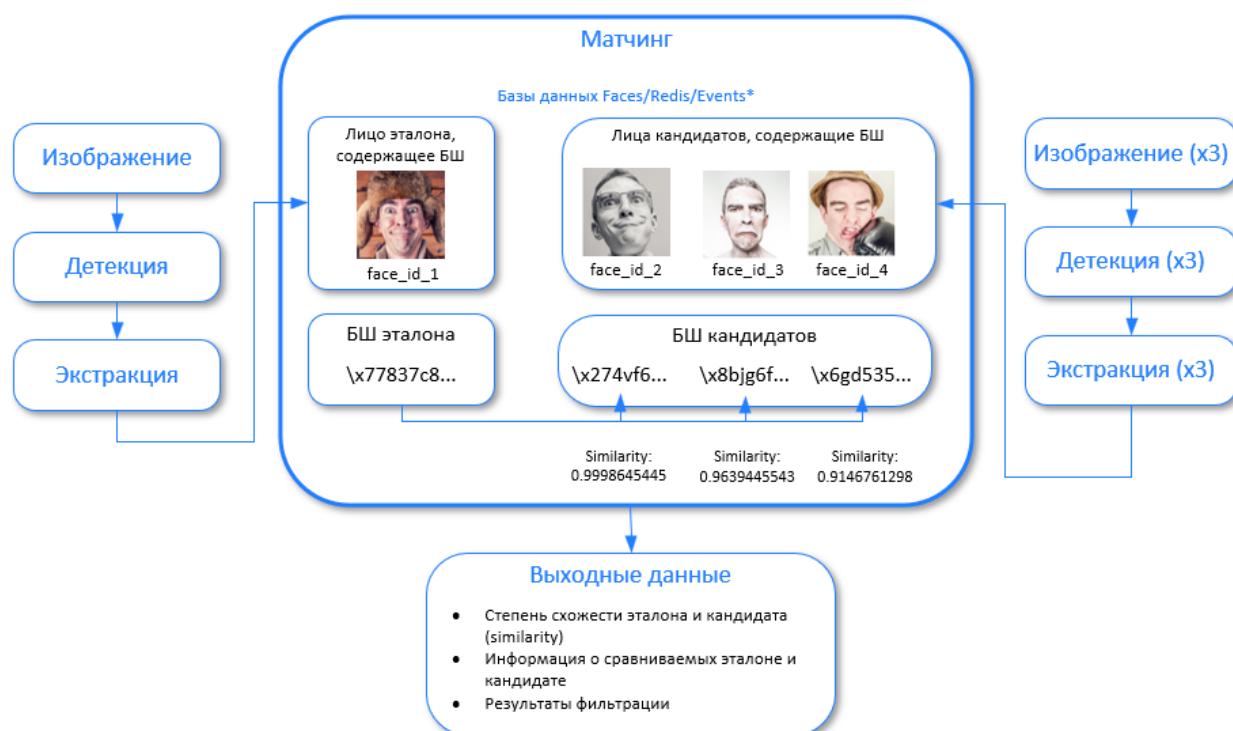 Матчинг
Базы данных Faces/Redis/Events*
Изображение
Детекция
Экстракция
Лицо эталона,
содержащее БШ
face_id_1
Лица кандидатов, содержащие БШ
face_id_2 face_id_3 face_id_4
Изображение (x3)
Детекция (x3)
Экстракция (x3)
БШ эталона
\x77837c8...
БШ кандидатов
\x274vf6... \x8bjg6f... \x6gd535...
Similarity: Similarity: Similarity:
0.9998645445 0.9639445543 0.9146761298
Выходные данные
• Степень схожести эталона и кандидата
(similarity)
• Информация о сравниваемых эталоне и
кандидате
• Результаты фильтрации